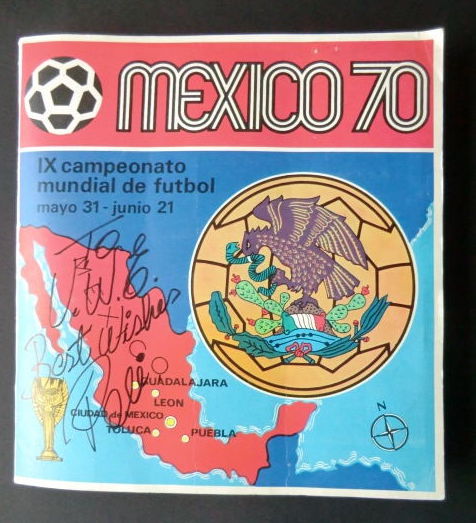 MEXICO 70
IX campeonato
mundial de futbol
mayo 31 - junio 21
Best Wishes
GUADALAJARA
LEON
CIUDAD de MEXICO
TOLUCA
PUEBLA
N